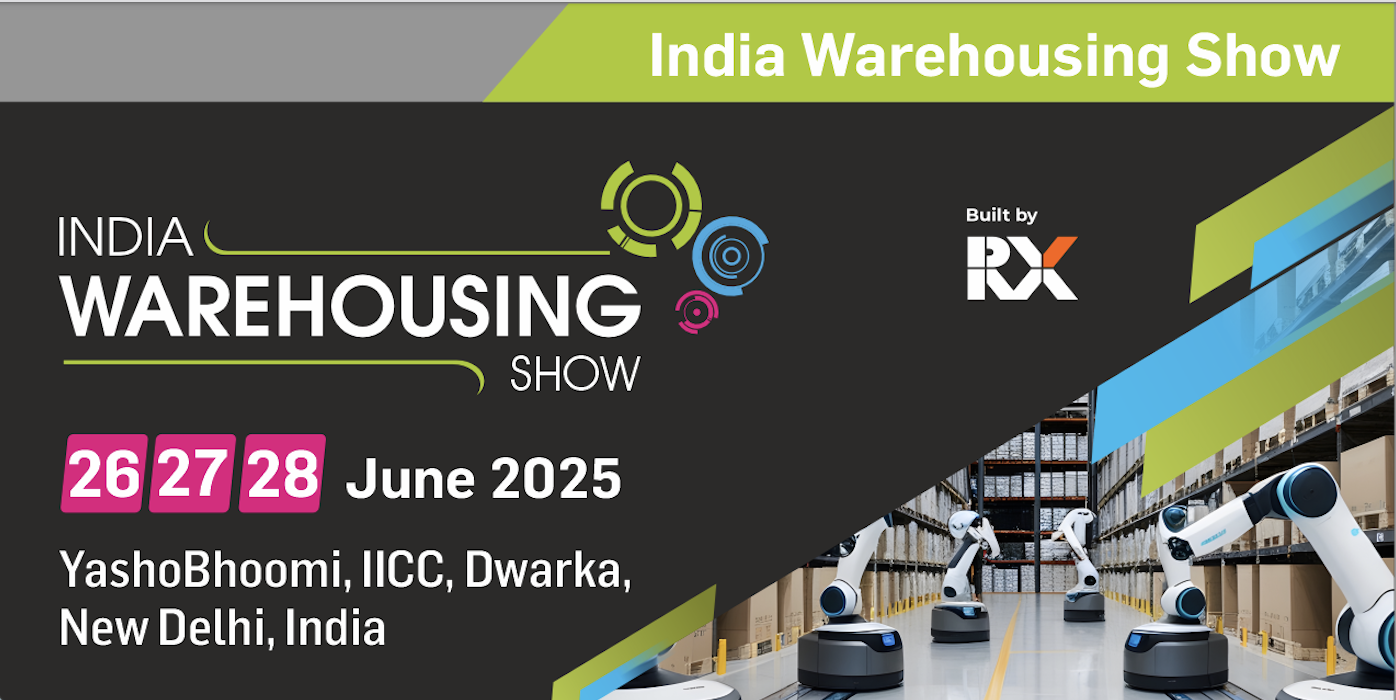 India Warehousing Show
INDIA
WAREHOUSING
SHOW
Built by
RX
26 27 28 June 2025
YashoBhoomi, IICC, Dwarka,
New Delhi, India